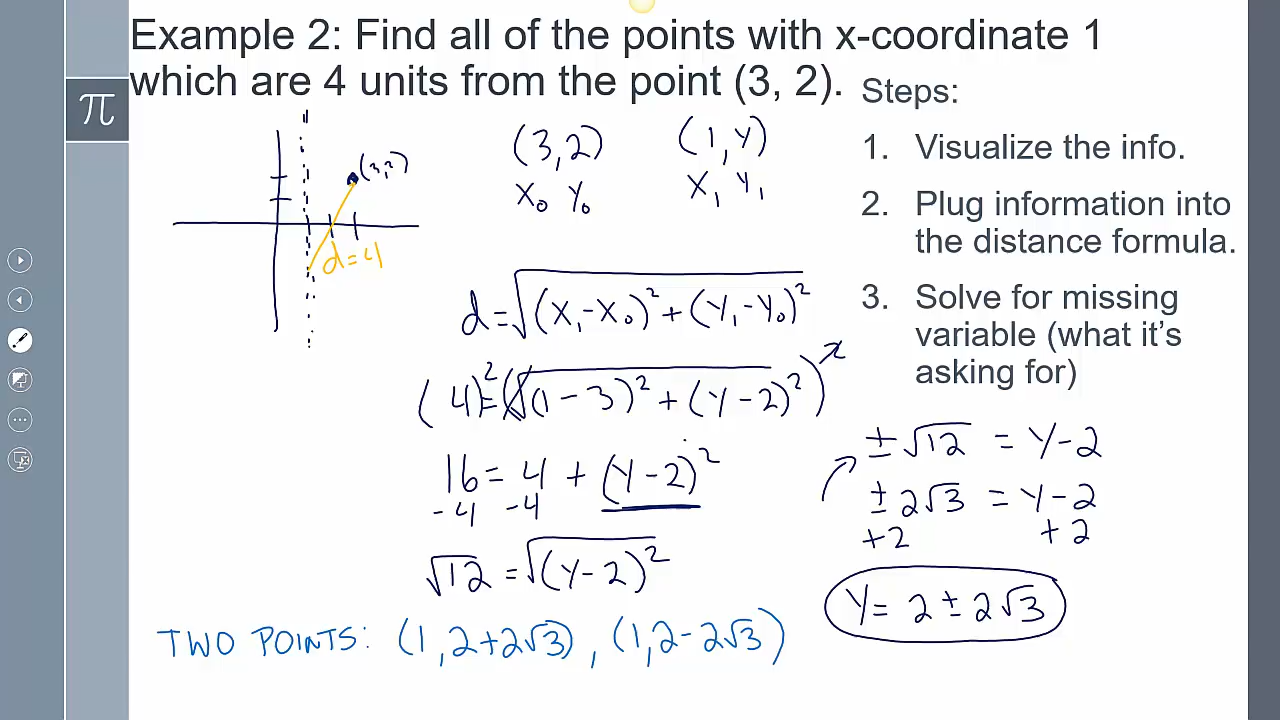 Example 2: Find all of the points with x-coordinate 1
which are 4 units from the point (3, 2).
π
Steps:
1. Visualize the info.
2. Plug information into
the distance formula.
3. Solve for missing
variable (what it's
asking for)
(3,2)
d=4
(3,2) (1,y)
x₀ y₀ x₁ y₁
d=√(x₁-x₀)²+(y₁-y₀)²
(4)²=(√(1-3)²+(y-2)²)²
16=4+(y-2)²
-4 -4
√12=√(y-2)²
±√12 = y-2
±2√3 = y-2
+2 +2
y= 2±2√3
TWO POINTS: (1,2+2√3), (1,2-2√3)